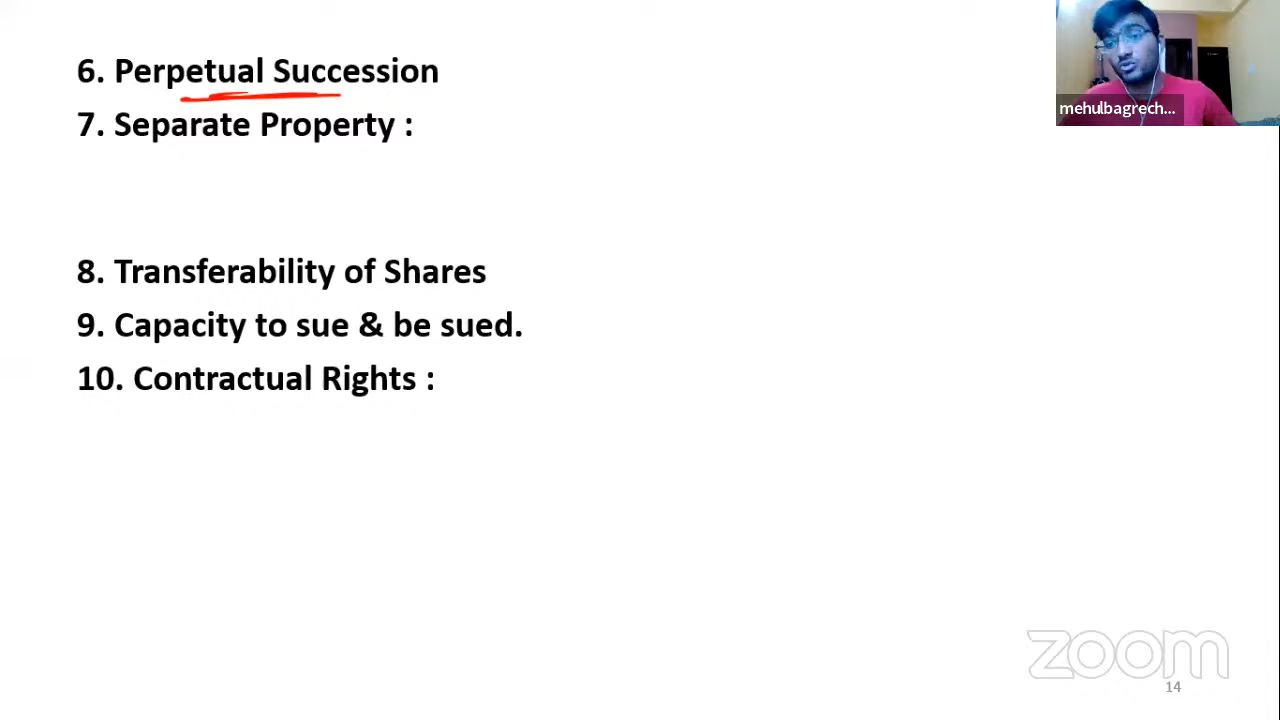 6. Perpetual Succession
7. Separate Property :
8. Transferability of Shares
9. Capacity to sue & be sued.
10. Contractual Rights :
mehulbagrech...
zoom
14